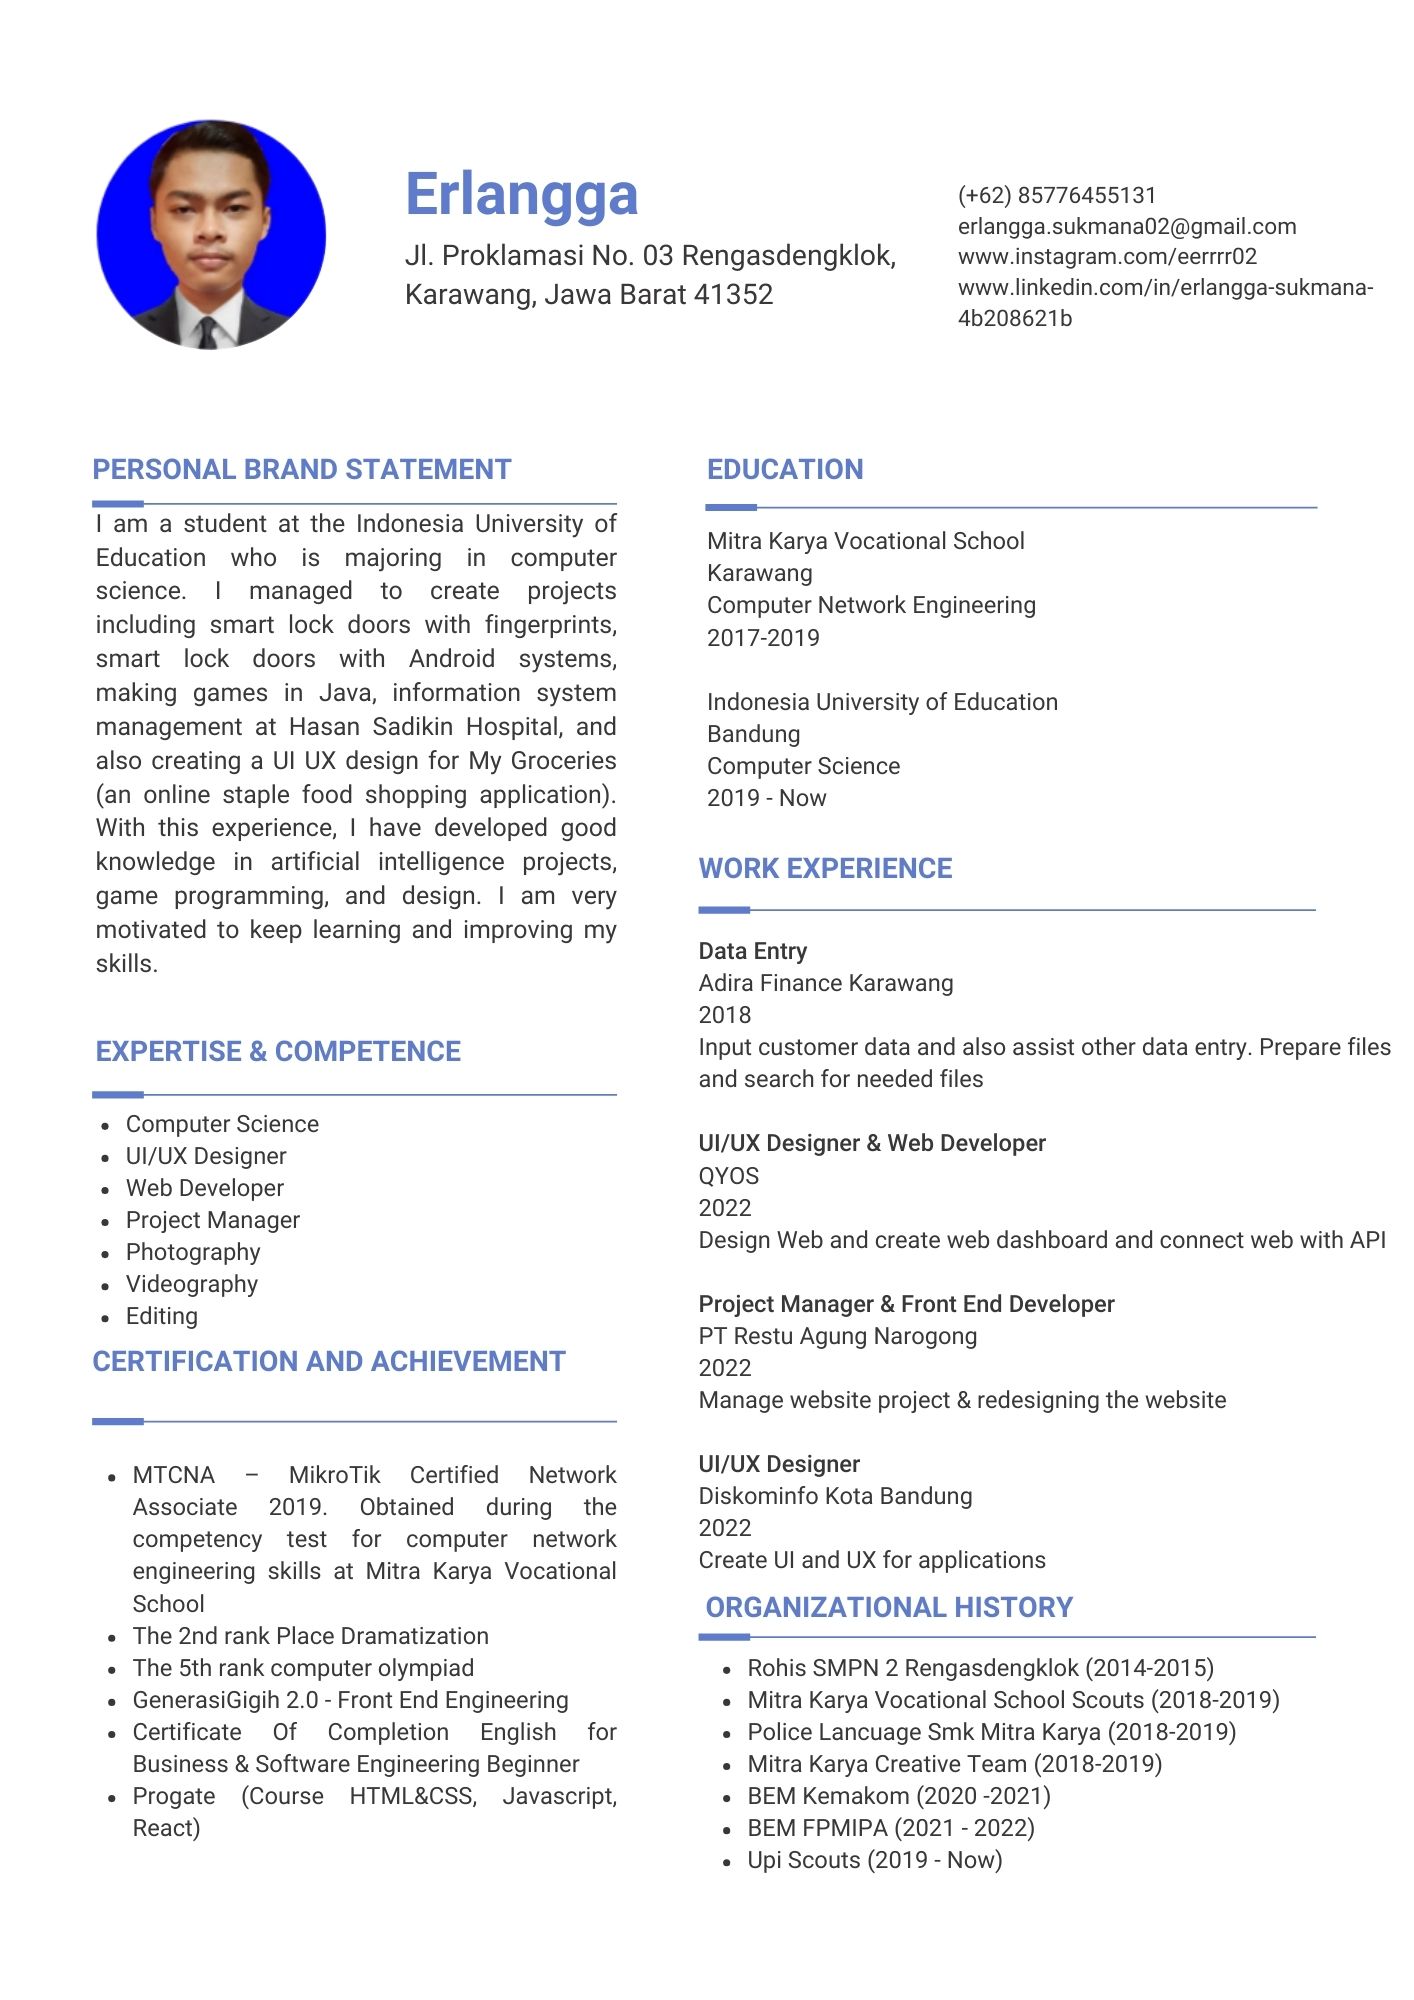 Erlangga
Jl. Proklamasi No. 03 Rengasdengklok,
Karawang, Jawa Barat 41352
(+62) 85776455131
erlangga.sukmana02@gmail.com
www.instagram.com/eerrrr02
www.linkedin.com/in/erlangga-sukmana-
4b208621b
PERSONAL BRAND STATEMENT
I am a student at the Indonesia University of
Education who is majoring in computer
science. I managed to create projects
including smart lock doors with fingerprints,
smart lock doors with Android systems,
making games in Java, information system
management at Hasan Sadikin Hospital, and
also creating a UI UX design for My Groceries
(an online staple food shopping application).
With this experience, I have developed good
knowledge in artificial intelligence projects,
game programming, and design. I am very
motivated to keep learning and improving my
skills.
EXPERTISE & COMPETENCE
• Computer Science
• UI/UX Designer
• Web Developer
• Project Manager
• Photography
• Videography
• Editing
CERTIFICATION AND ACHIEVEMENT
• MTCNA – MikroTik Certified Network
Associate 2019. Obtained during the
competency test for computer network
engineering skills at Mitra Karya Vocational
School
• The 2nd rank Place Dramatization
• The 5th rank computer olympiad
• GenerasiGigih 2.0 - Front End Engineering
• Certificate Of Completion English for
Business & Software Engineering Beginner
• Progate (Course HTML&CSS, Javascript,
React)
EDUCATION
Mitra Karya Vocational School
Karawang
Computer Network Engineering
2017-2019
Indonesia University of Education
Bandung
Computer Science
2019 - Now
WORK EXPERIENCE
Data Entry
Adira Finance Karawang
2018
Input customer data and also assist other data entry. Prepare files
and search for needed files
UI/UX Designer & Web Developer
QYOS
2022
Design Web and create web dashboard and connect web with API
Project Manager & Front End Developer
PT Restu Agung Narogong
2022
Manage website project & redesigning the website
UI/UX Designer
Diskominfo Kota Bandung
2022
Create UI and UX for applications
ORGANIZATIONAL HISTORY
• Rohis SMPN 2 Rengasdengklok (2014-2015)
• Mitra Karya Vocational School Scouts (2018-2019)
• Police Lancuage Smk Mitra Karya (2018-2019)
• Mitra Karya Creative Team (2018-2019)
• BEM Kemakom (2020 -2021)
• BEM FPMIPA (2021 - 2022)
• Upi Scouts (2019 - Now)